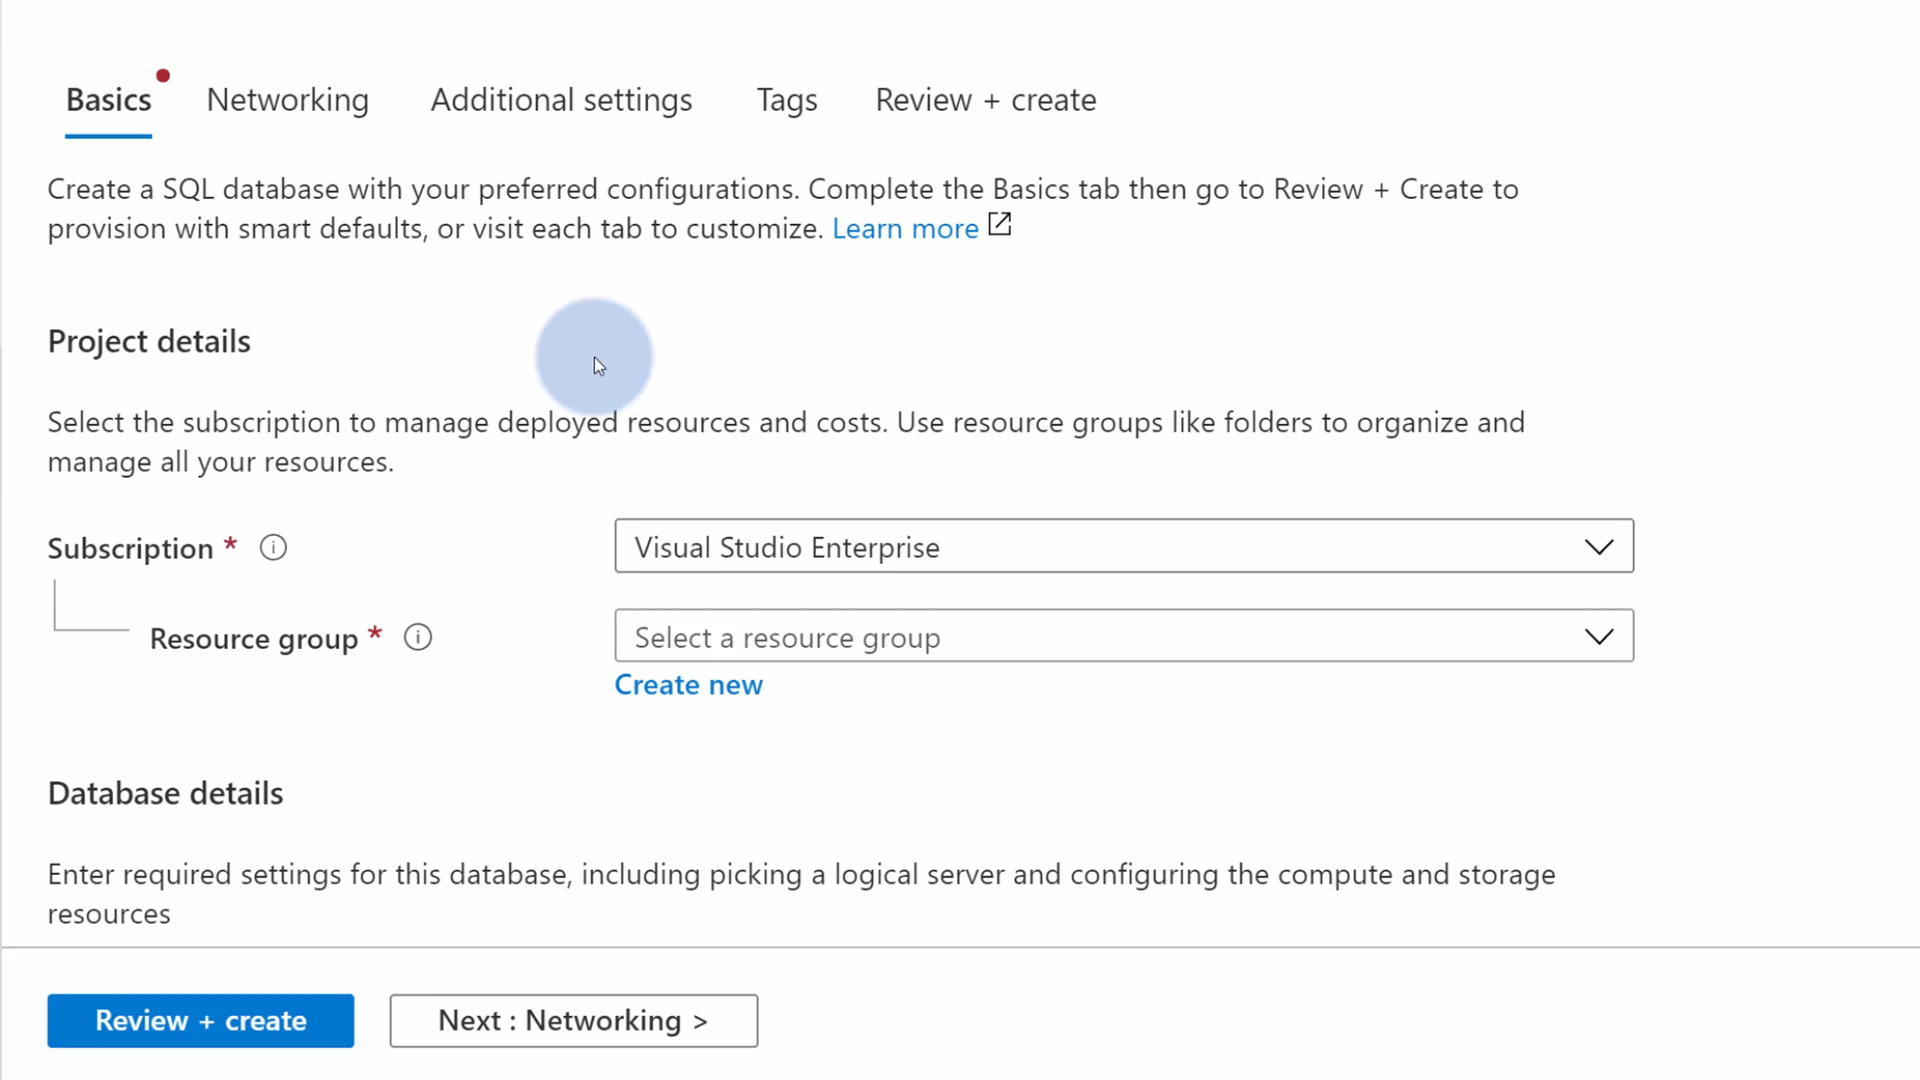 Basics Networking Additional settings Tags Review + create
Create a SQL database with your preferred configurations. Complete the Basics tab then go to Review + Create to
provision with smart defaults, or visit each tab to customize. Learn more
Project details
Select the subscription to manage deployed resources and costs. Use resource groups like folders to organize and
manage all your resources.
Subscription *
Visual Studio Enterprise
Resource group *
Select a resource group
Create new
Database details
Enter required settings for this database, including picking a logical server and configuring the compute and storage
resources
Review + create
Next : Networking >